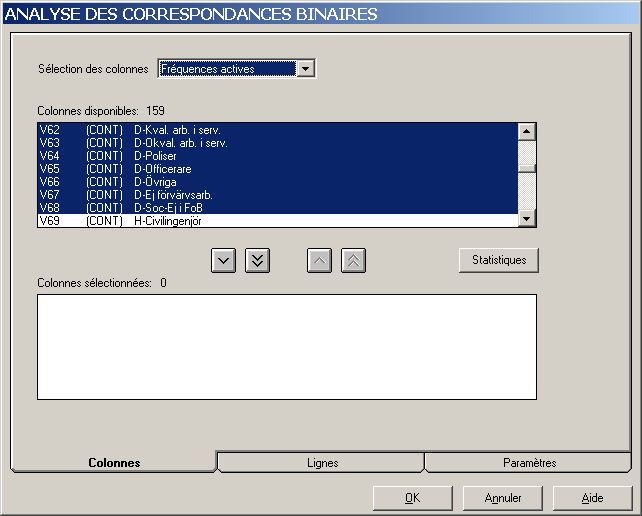 ANALYSE DES CORRESPONDANCES BINAIRES
Sélection des colonnes Fréquences actives
Colonnes disponibles: 159
V62 (CONT) D-Kval. arb. i serv.
V63 (CONT) D-Okval. arb. i serv.
V64 (CONT) D-Poliser
V65 (CONT) D-Officerare
V66 (CONT) D-Övriga
V67 (CONT) D-Ej förvärvsarb.
V68 (CONT) D-Soc-Ej i FoB
V69 (CONT) H-Civilingenjör
Statistiques
Colonnes sélectionnées: 0
Colonnes Lignes Paramètres
OK Annuler Aide